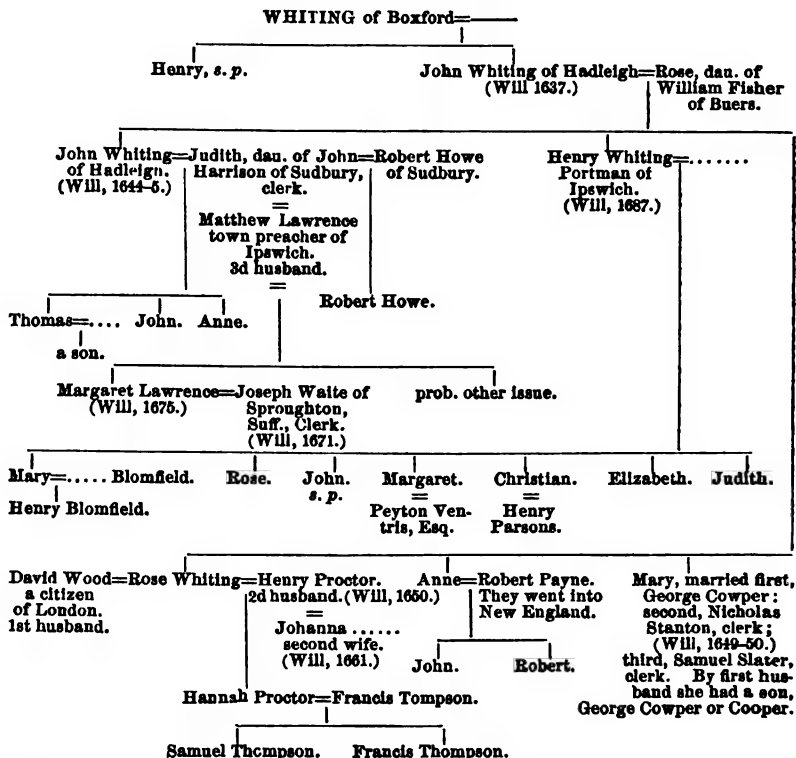 WHITING of Boxford=
Henry, s. p.
John Whiting of Hadleigh=Rose, dau. of
(Will 1637.)
William Fisher
of Buers.
John Whiting=Judith, dau. of John=Robert Howe
of Hadleigh.
Harrison of Sudbury,
of Sudbury.
(Will, 1644-5.)
clerk.
=
Matthew Lawrence
town preacher of
Ipswich.
3d husband.
=
Henry Whiting=.......
Portman of
Ipswich.
(Will, 1687.)
Robert Howe.
Thomas=.... John. Anne.
a son.
Margaret Lawrence=Joseph Waite of
(Will, 1675.)
Sproughton,
Suff., Clerk.
(Will, 1671.)
prob. other issue.
Mary=..... Blomfield.
Henry Blomfield.
Rose.
John.
s. p.
Margaret.
=
Peyton Ven-
tris, Esq.
Christian.
=
Henry
Parsons.
Elizabeth.
Judith.
David Wood=Rose Whiting=Henry Proctor.
a citizen
of London.
1st husband.
2d husband. (Will, 1650.)
=
Johanna ......
second wife.
(Will, 1661.)
Anne=Robert Payne.
They went into
New England.
John.
Robert.
Mary, married first,
George Cowper:
second, Nicholas
Stanton, clerk;
(Will, 1649-50.)
third, Samuel Slater,
clerk. By first hus-
band she had a son,
George Cowper or Cooper.
Hannah Proctor=Francis Tompson.
Samuel Thompson. Francis Thompson.